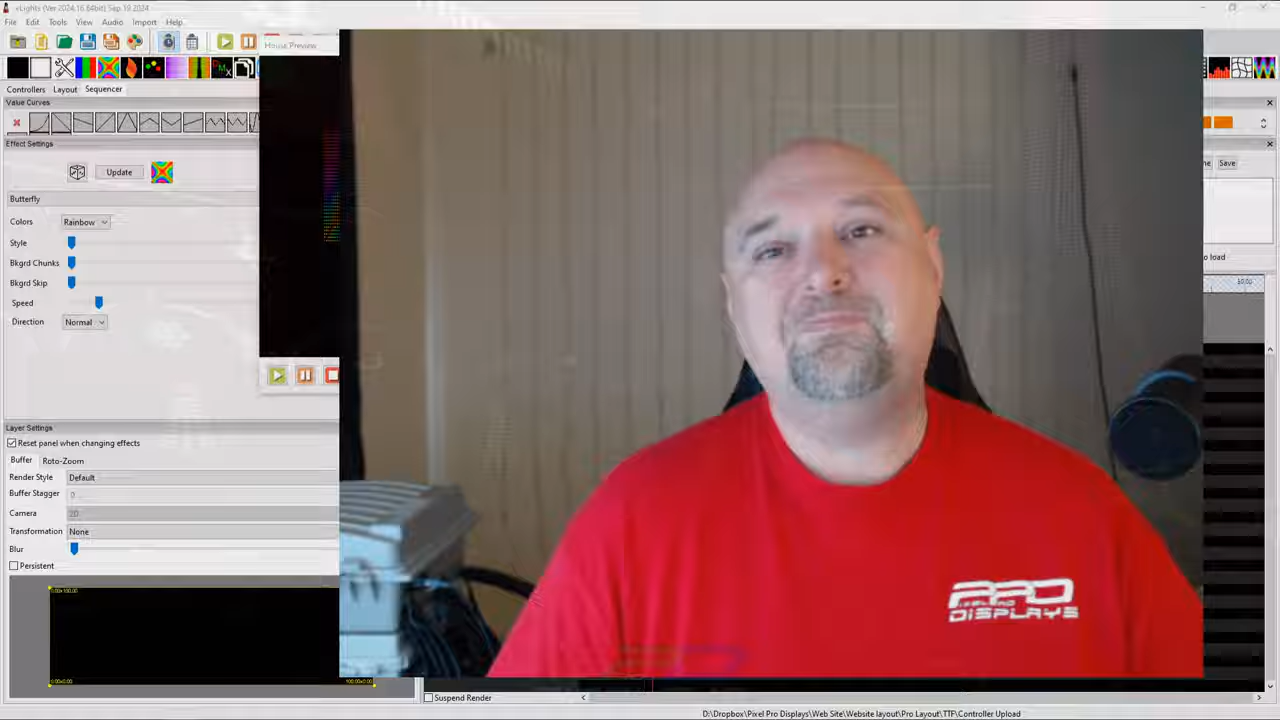 xLights (Ver 2024.16 64bit) Sep 19 2024
File Edit Tools View Audio Import Help
House Preview
Controllers Layout Sequencer
Value Curves
Effect Settings
Update
Save
Butterfly
Colors
Style
Bkgrd Chunks
Bkgrd Skip
Speed
Direction Normal
Layer Settings
Reset panel when changing effects
Buffer Roto-Zoom
Render Style Default
Buffer Stagger 0
Camera 2D
Transformation None
Blur
Persistent
PPD
DISPLAYS
Suspend Render
D:\Dropbox\Pixel Pro Displays\Web Site\Website layout\Pro Layout\TTF\Controller Upload